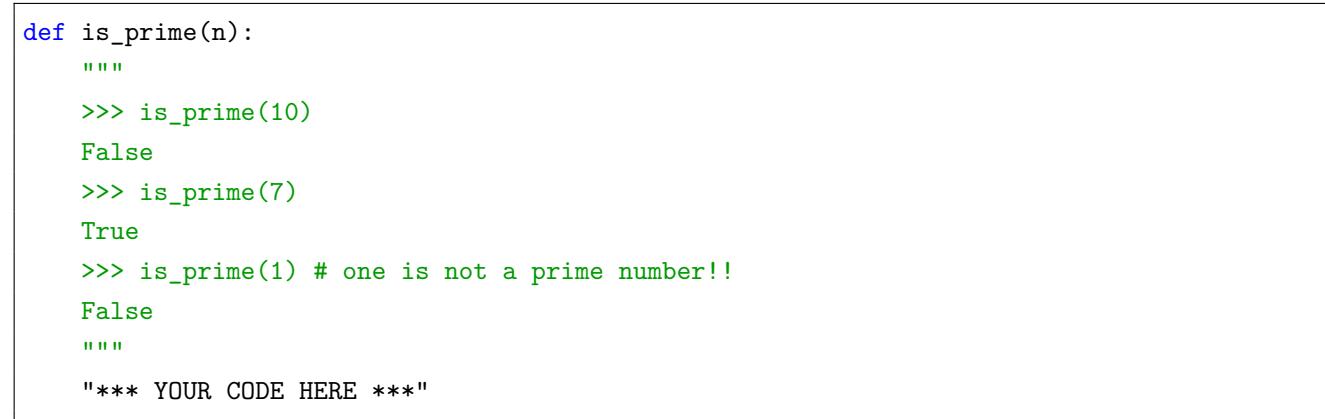 def is_prime(n):
    """
    >>> is_prime(10)
    False
    >>> is_prime(7)
    True
    >>> is_prime(1) # one is not a prime number!!
    False
    """
    "*** YOUR CODE HERE ***"